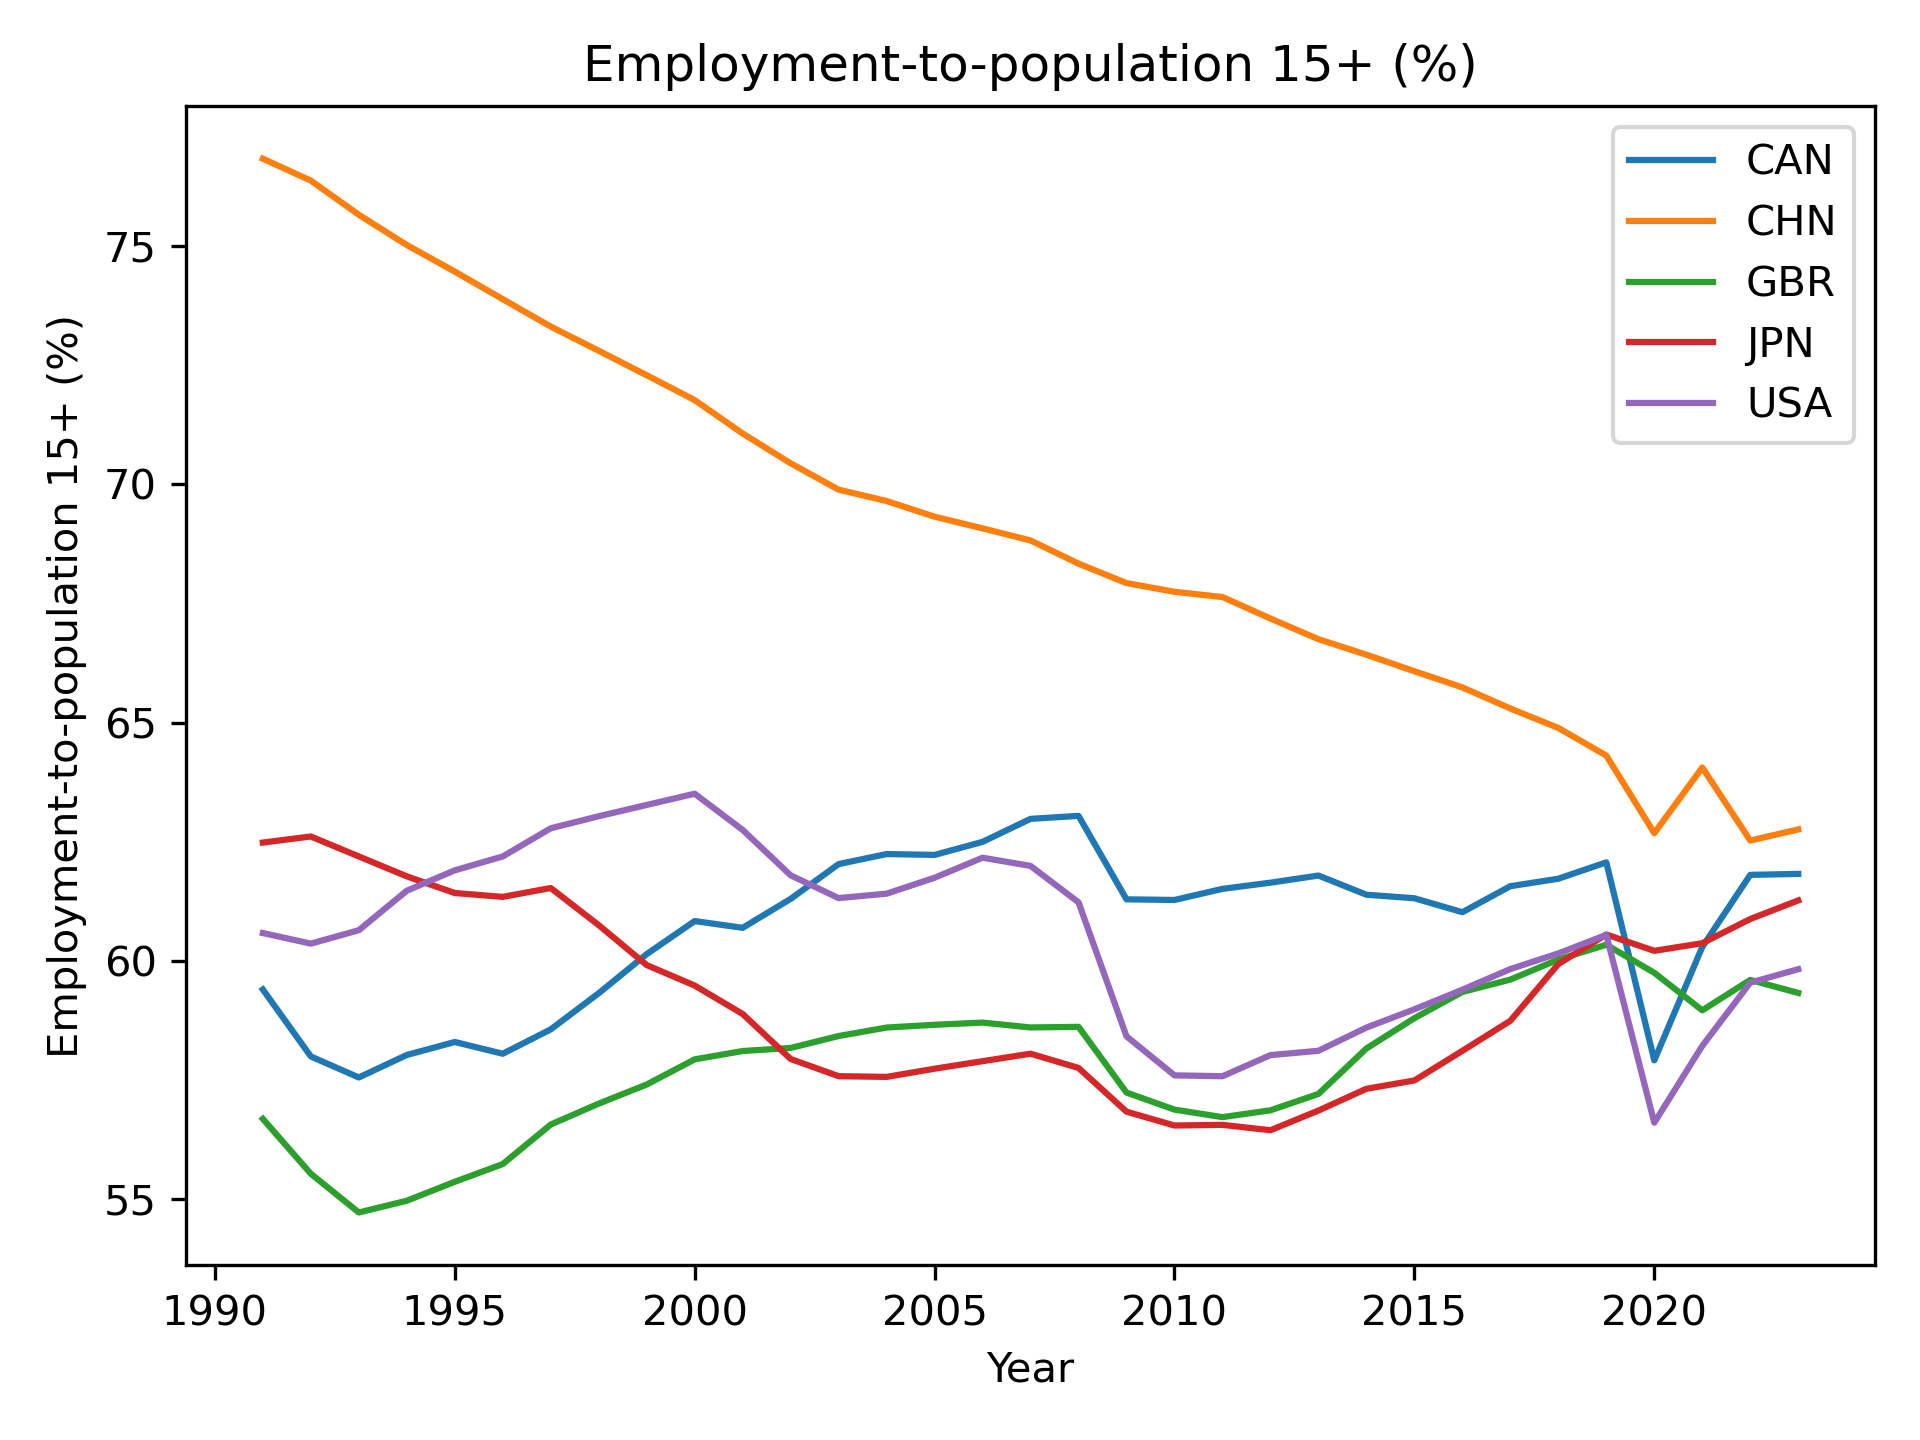 Employment-to-population 15+ (%)
Employment-to-population 15+ (%)
75
70
65
60
55
1990
1995
2000
2005
2010
2015
2020
Year
CAN
CHN
GBR
JPN
USA